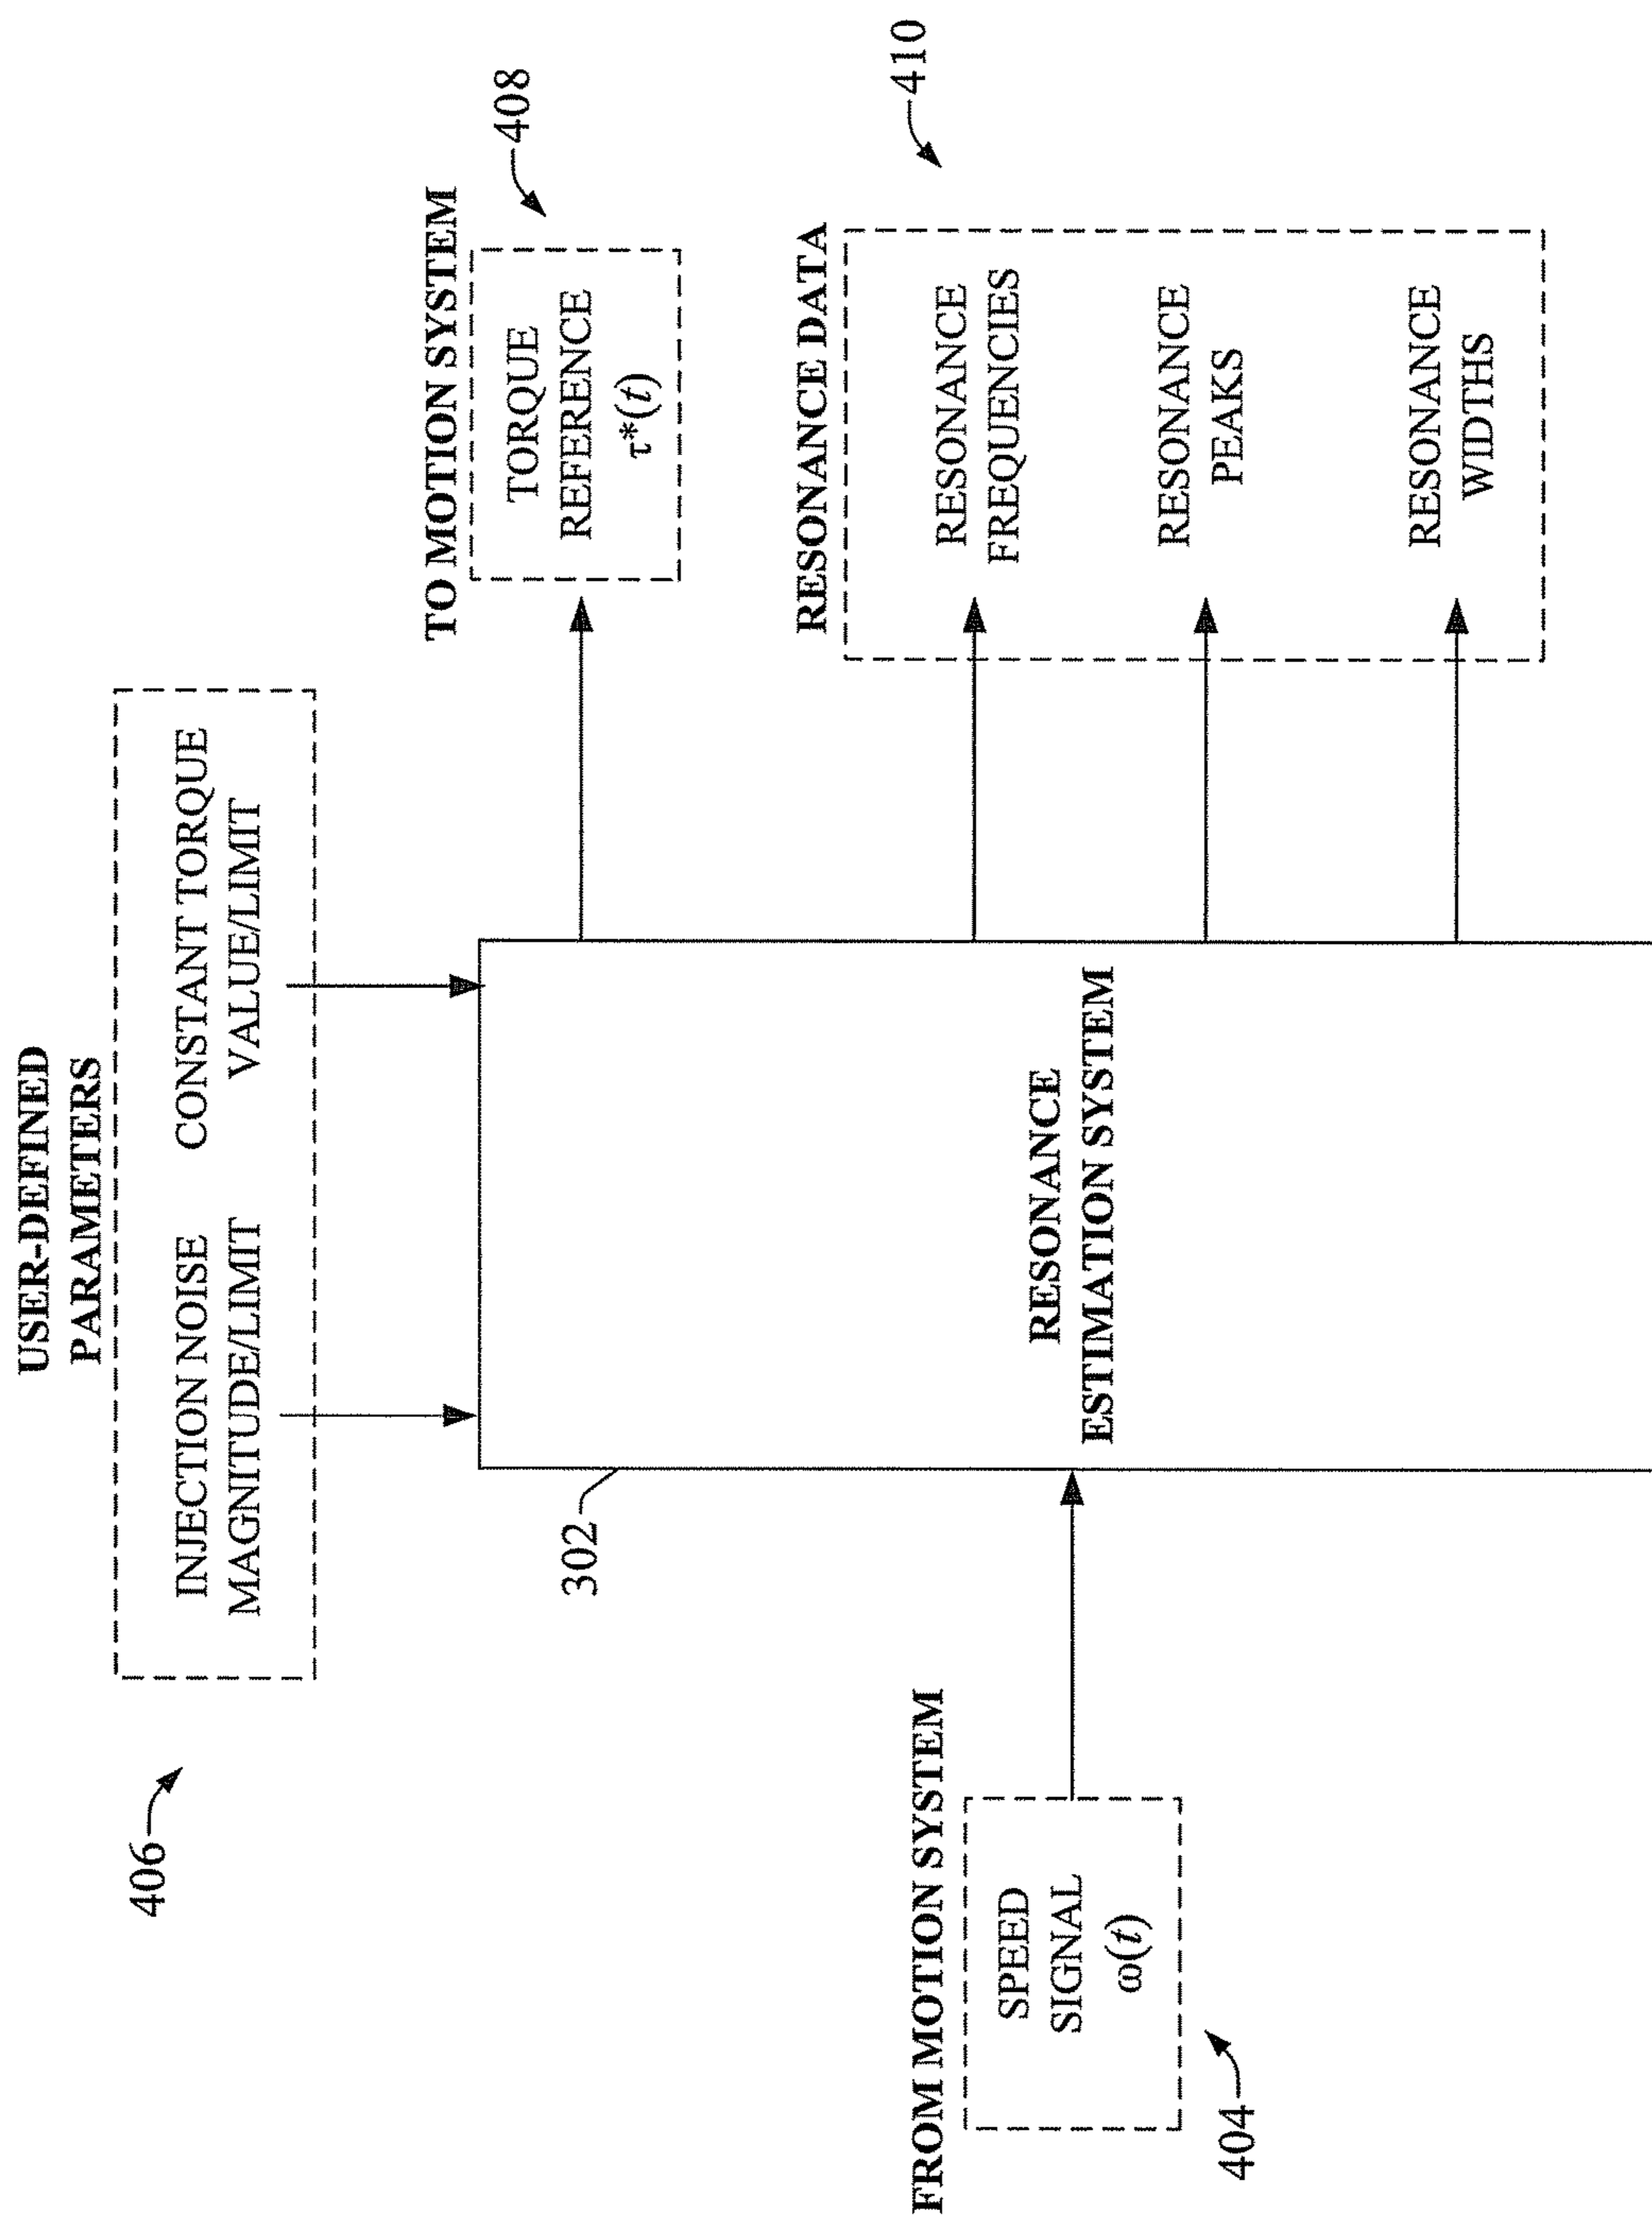 USER-DEFINED
PARAMETERS
INJECTION NOISE
MAGNITUDE/LIMIT
CONSTANT TORQUE
VALUE/LIMIT
406
302
TO MOTION SYSTEM
TORQUE
REFERENCE
τ*(t)
408
FROM MOTION SYSTEM
SPEED
SIGNAL
ω(t)
404
RESONANCE
ESTIMATION SYSTEM
RESONANCE DATA
RESONANCE
FREQUENCIES
RESONANCE
PEAKS
RESONANCE
WIDTHS
410